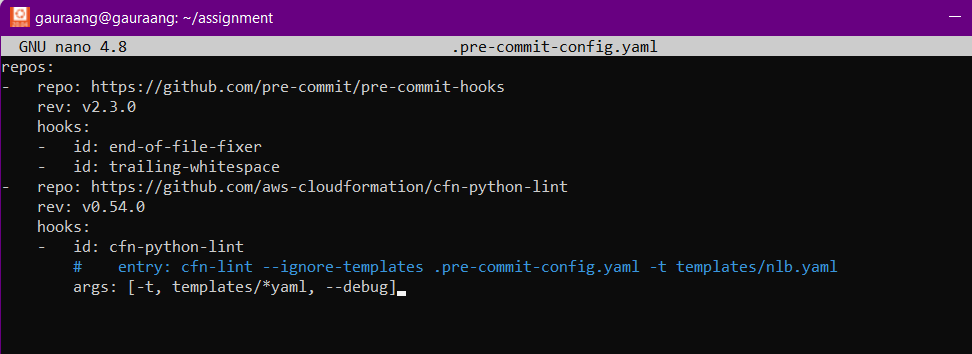 gauraang@gauraang: ~/assignment
GNU nano 4.8 .pre-commit-config.yaml
repos:
-   repo: https://github.com/pre-commit/pre-commit-hooks
    rev: v2.3.0
    hooks:
    -   id: end-of-file-fixer
    -   id: trailing-whitespace
-   repo: https://github.com/aws-cloudformation/cfn-python-lint
    rev: v0.54.0
    hooks:
    -   id: cfn-python-lint
        #    entry: cfn-lint --ignore-templates .pre-commit-config.yaml -t templates/nlb.yaml
        args: [-t, templates/*yaml, --debug]